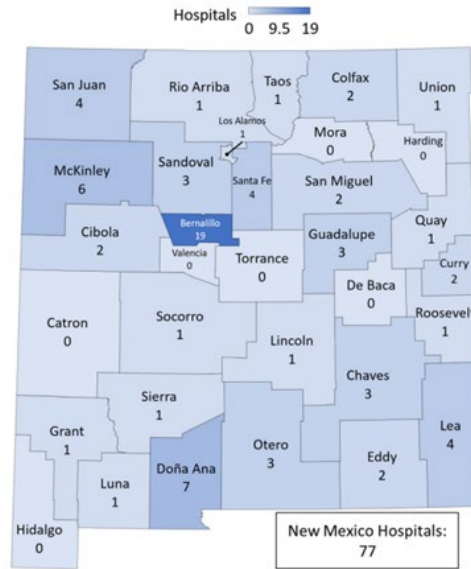 Hospitals
0 9.5 19
San Juan
4
Rio Arriba
1
Taos
1
Colfax
2
Union
1
Los Alamos
1
Mora
0
Harding
0
McKinley
6
Sandoval
3
Santa Fe
4
San Miguel
2
Bernalillo
19
Cibola
2
Valencia
0
Torrance
0
Guadalupe
3
Quay
1
Curry
2
De Baca
0
Roosevelt
1
Catron
0
Socorro
1
Lincoln
1
Chaves
3
Sierra
1
Grant
1
Doña Ana
7
Otero
3
Eddy
2
Lea
4
Luna
1
Hidalgo
0
New Mexico Hospitals:
77